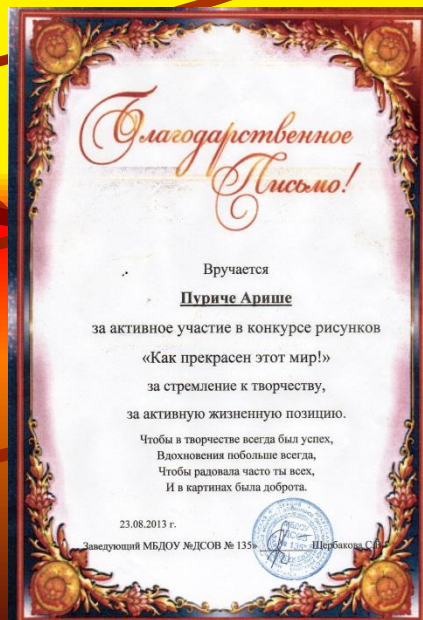 Благодарственное
Письмо!
Вручается
Пуриче Арише
за активное участие в конкурсе рисунков
«Как прекрасен этот мир!»
за стремление к творчеству,
за активную жизненную позицию.
Чтобы в творчестве всегда был успех,
Вдохновения побольше всегда,
Чтобы радовала часто ты всех,
И в картинах была доброта.
23.08.2013 г.
Заведующий МБДОУ №ДСОВ № 135» Щербакова